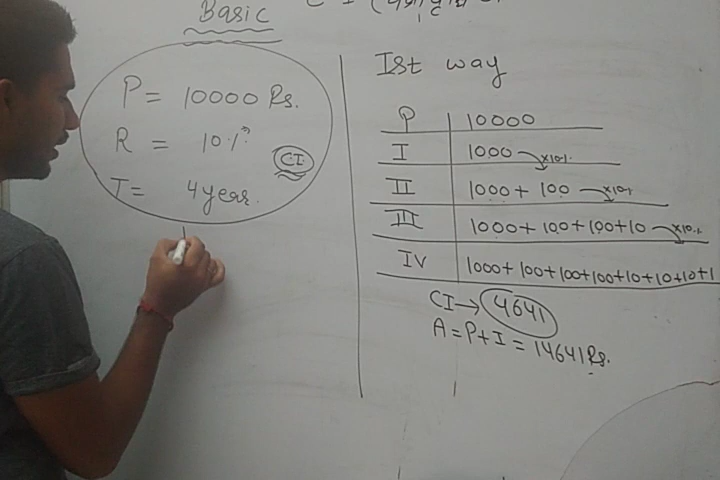 Basic
P = 10000 Rs.
R = 10%
CI
T = 4 year.
Ist way
P 10000
I 1000 x10%
II 1000 + 100 x10%
III 1000 + 100 + 100 + 10 x10%
IV 1000 + 100 + 100 + 100 + 10 + 10 + 10 + 1
CI → 4641
A = P + I = 14641 Rs.